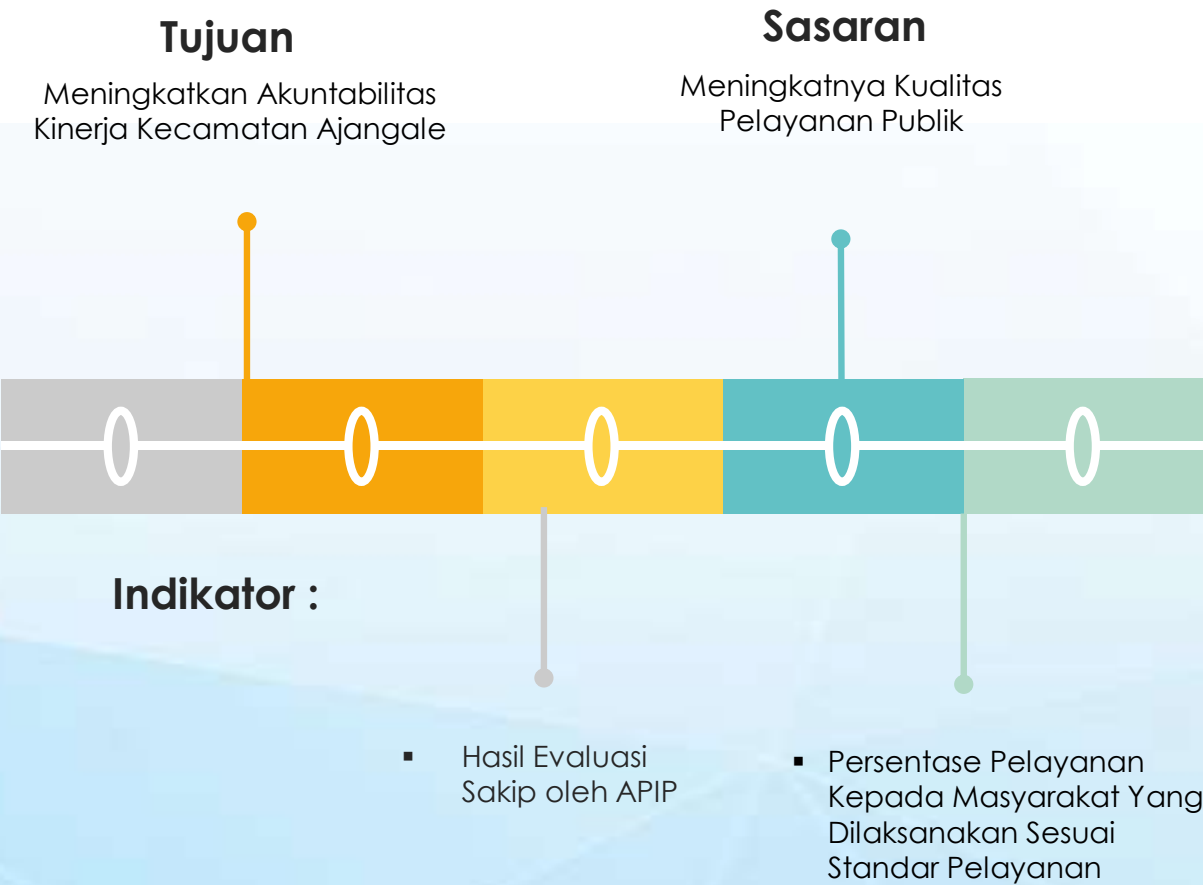 Tujuan
Meningkatkan Akuntabilitas
Kinerja Kecamatan Ajangale
Sasaran
Meningkatnya Kualitas
Pelayanan Publik
Indikator :
▪ Hasil Evaluasi
Sakip oleh APIP
▪ Persentase Pelayanan
Kepada Masyarakat Yang
Dilaksanakan Sesuai
Standar Pelayanan